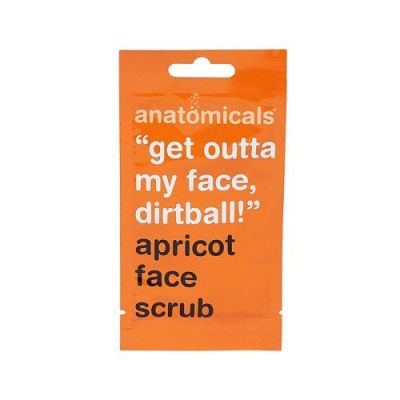 anatomicals®
“get outta
my face,
dirtball!”
apricot
face
scrub